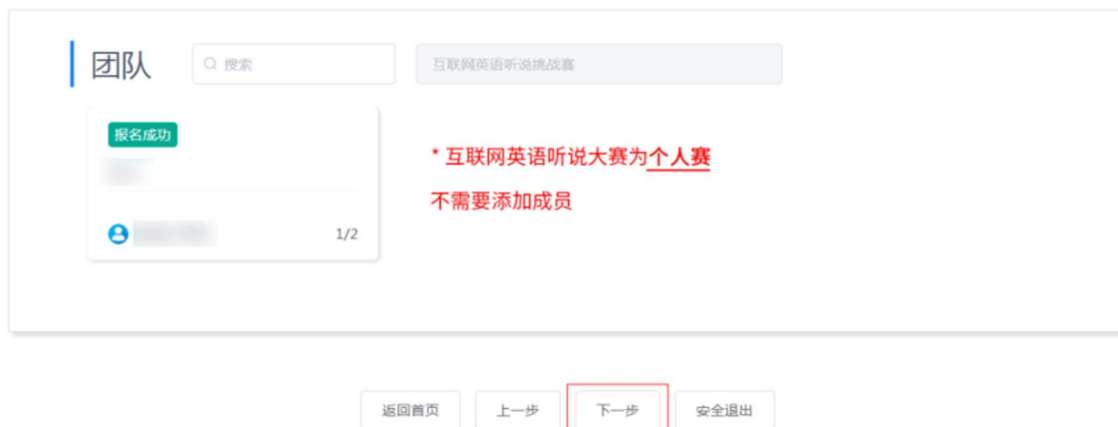 团队
搜索
互联网英语听说挑战赛
报名成功
* 互联网英语听说大赛为个人赛
不需要添加成员
1/2
返回首页
上一步
下一步
安全退出